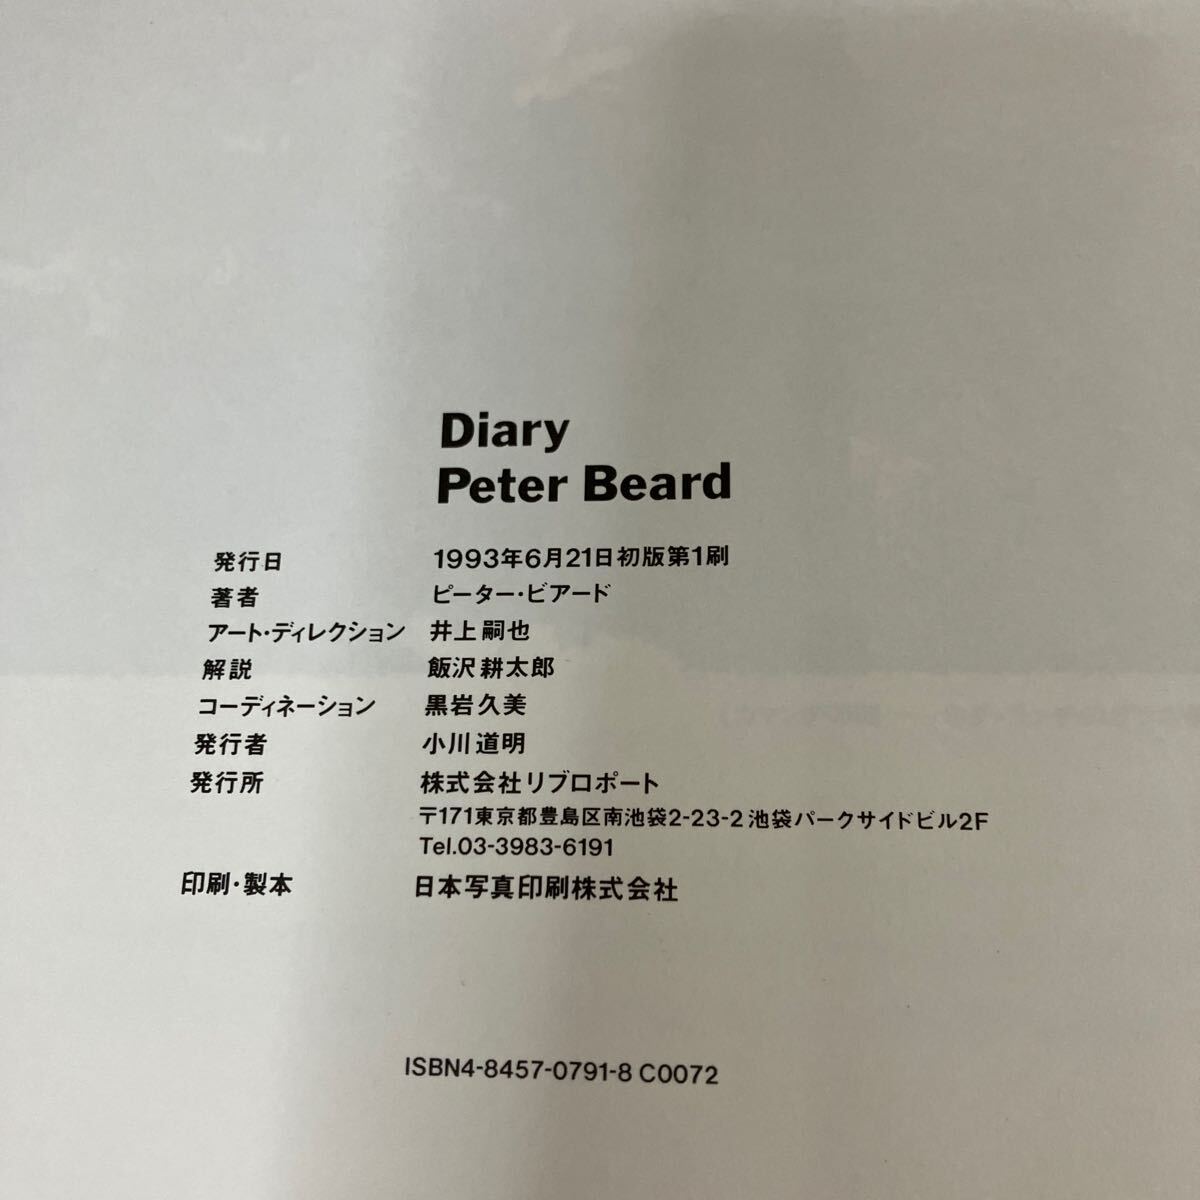 Diary
Peter Beard
発行日 1993年6月21日初版第1刷
著者 ピーター・ビアード
アート・ディレクション 井上嗣也
解説 飯沢耕太郎
コーディネーション 黒岩久美
発行者 小川道明
発行所 株式会社リブロポート
〒171東京都豊島区南池袋2-23-2池袋パークサイドビル2F
Tel.03-3983-6191
印刷・製本 日本写真印刷株式会社
ISBN4-8457-0791-8 C0072